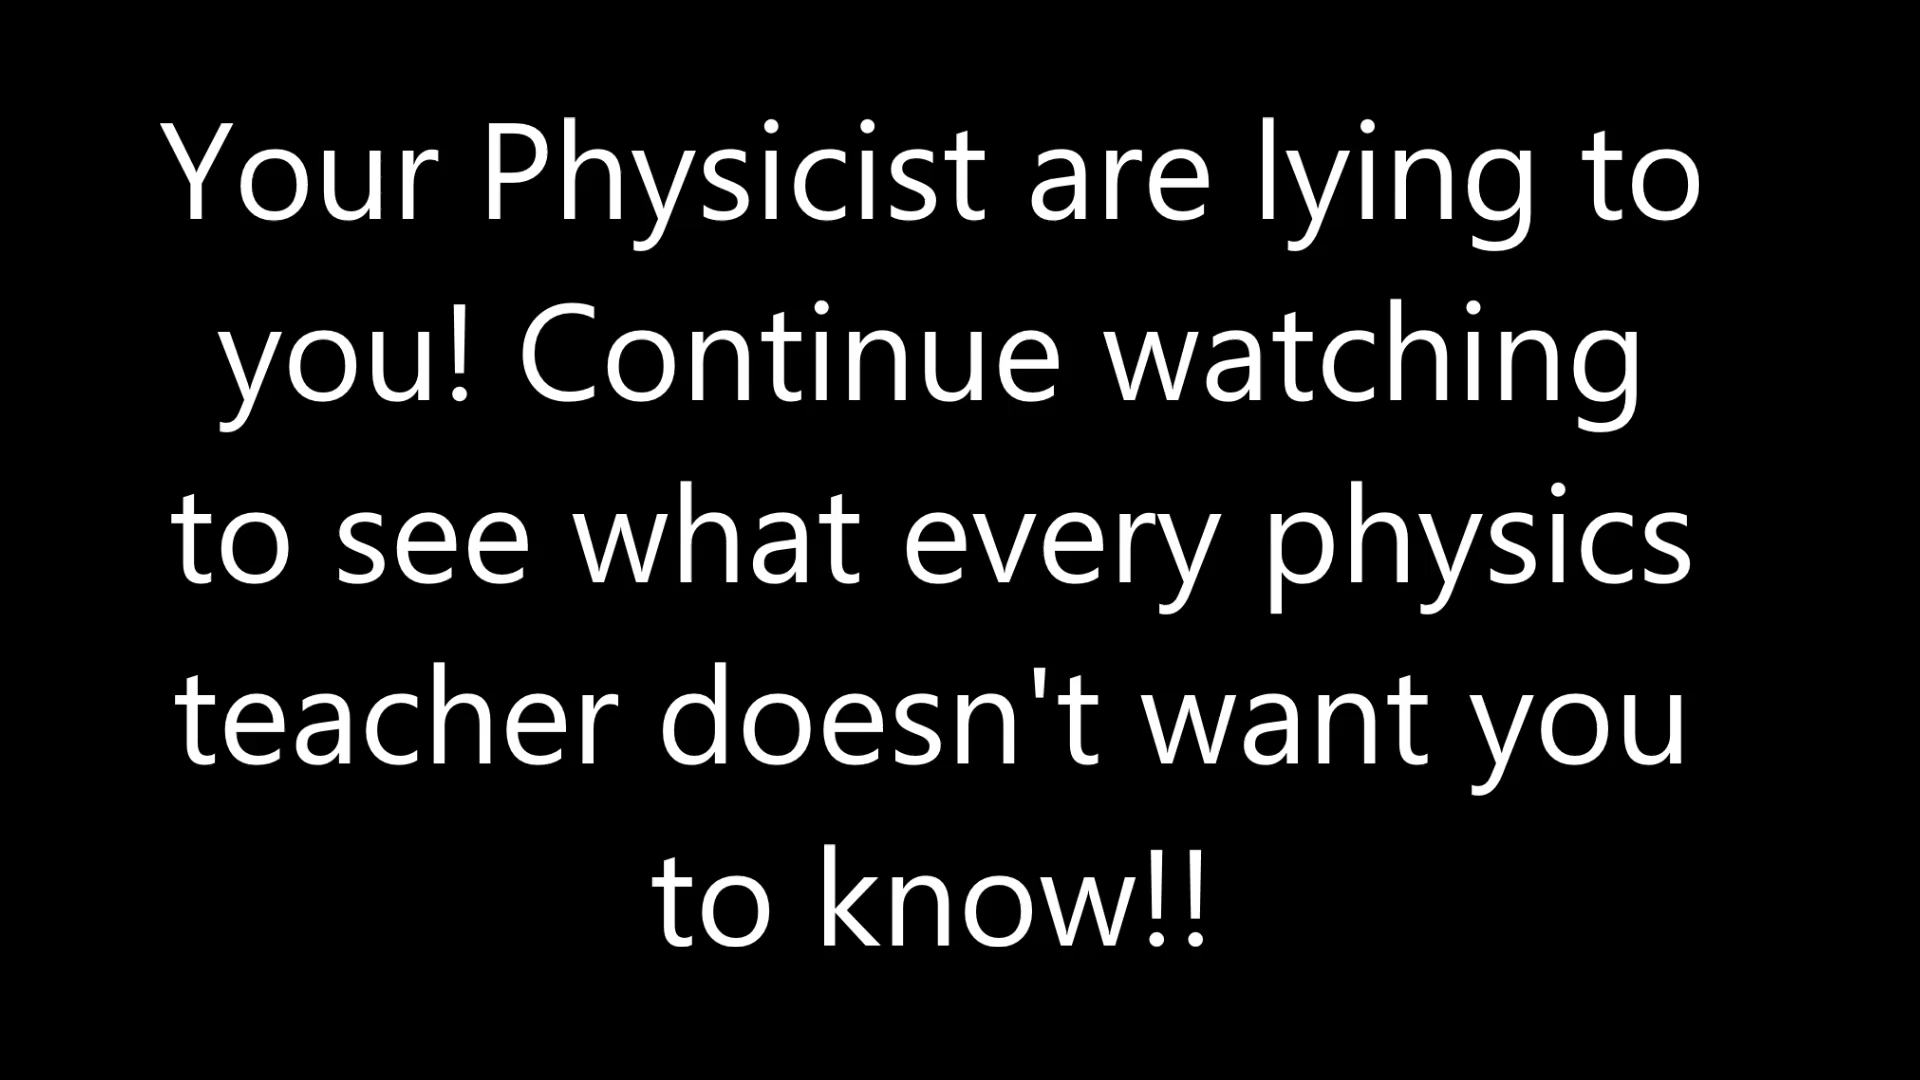 Your Physicist are lying to
you! Continue watching
to see what every physics
teacher doesn't want you
to know!!